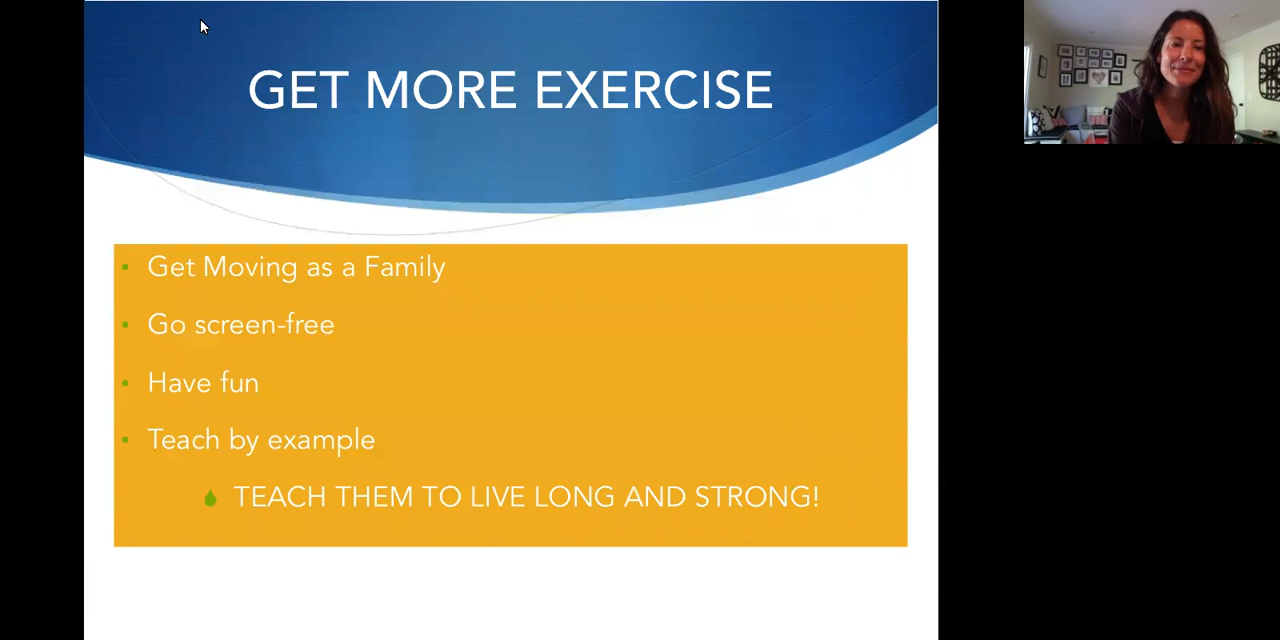 GET MORE EXERCISE
• Get Moving as a Family
• Go screen-free
• Have fun
• Teach by example
TEACH THEM TO LIVE LONG AND STRONG!